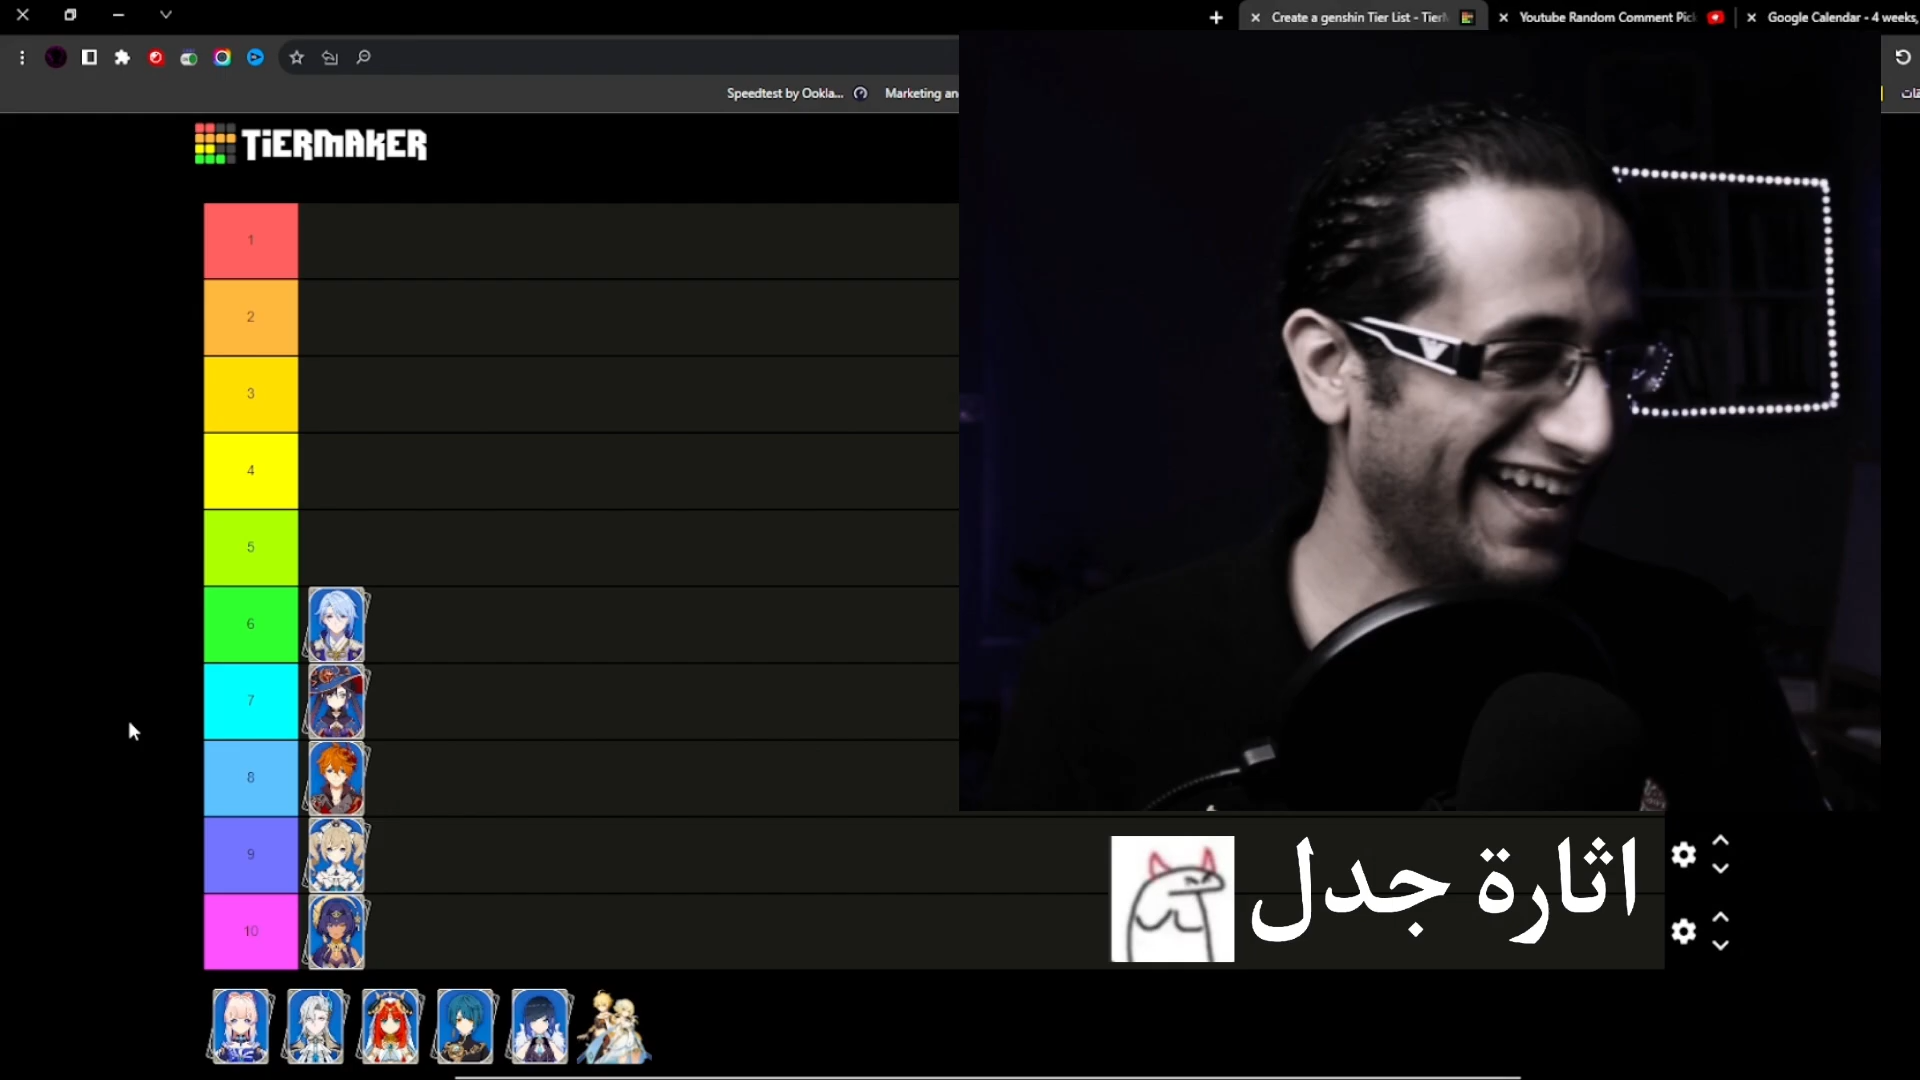 Create a genshin Tier List - Tier
Youtube Random Comment Pic
Google Calendar - 4 weeks,
Speedtest by Ookla...
Marketing an
TiERMAKER
1
2
3
4
5
6
7
8
9
10
اثارة جدل